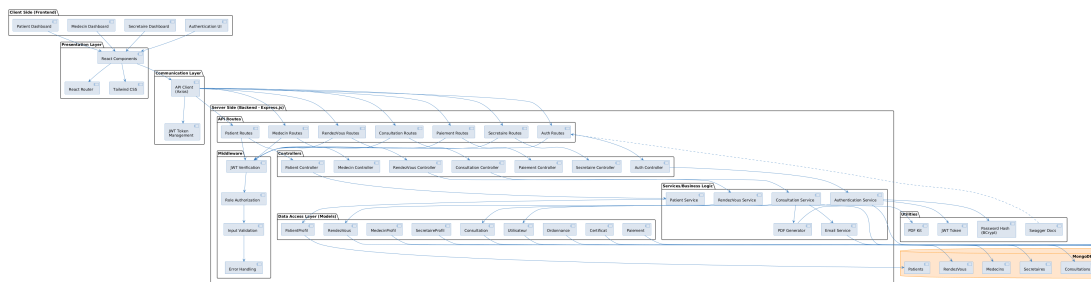 Client Side (Frontend)
Patient Dashboard
Medecin Dashboard
Secretaire Dashboard
Authentication UI
Presentation Layer
React Components
React Router
Tailwind CSS
Communication Layer
API Client
(Axios)
JWT Token
Management
Server Side (Backend - Express.js)
API Routes
Patient Routes
Medecin Routes
RendezVous Routes
Consultation Routes
Paiement Routes
Secretaire Routes
Auth Routes
Middleware
JWT Verification
Role Authorization
Input Validation
Error Handling
Controllers
Patient Controller
Medecin Controller
RendezVous Controller
Consultation Controller
Paiement Controller
Secretaire Controller
Auth Controller
Services/Business Logic
Patient Service
RendezVous Service
Consultation Service
Authentication Service
PDF Generator
Email Service
Data Access Layer (Models)
PatientProfil
RendezVous
MedecinProfil
SecretaireProfil
Consultation
Utilisateur
Ordonnance
Certificat
Paiement
Utilities
PDF Kit
JWT Token
Password Hash
(BCrypt)
Swagger Docs
MongoDB
Patients
RendezVous
Medecins
Secretaires
Consultations